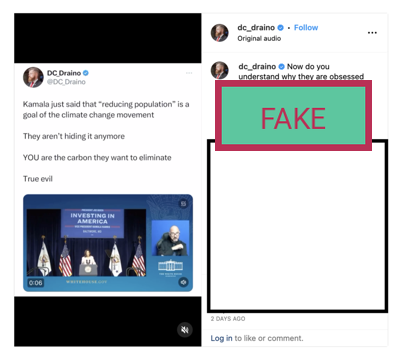 DC_Draino
@DC_Draino
Kamala just said that “reducing population” is a
goal of the climate change movement
They aren't hiding it anymore
YOU are the carbon they want to eliminate
True evil
INVESTING IN
AMERICA
0:06
WHITEHOUSE.GOV
dc_draino • Follow
Original audio
dc_draino Now do you
understand why they are obsessed
FAKE
2 DAYS AGO
Log in to like or comment.